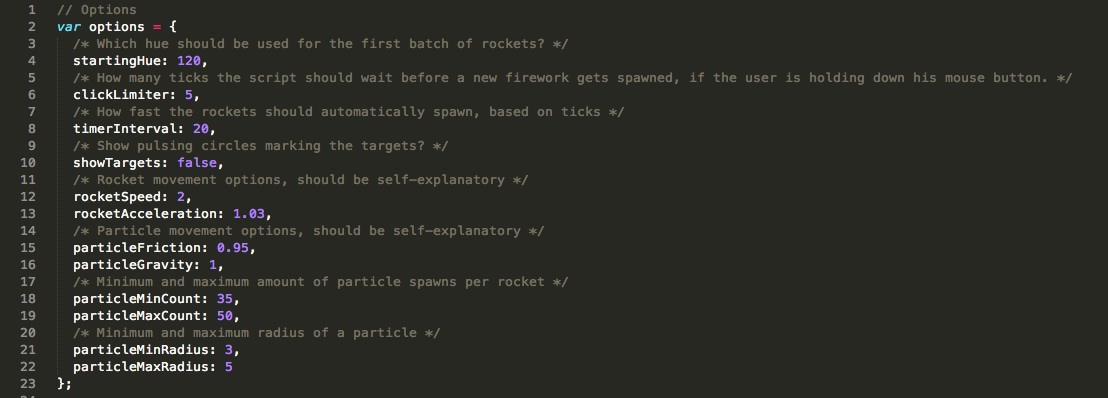 1 // Options
2 var options = {
3 /* Which hue should be used for the first batch of rockets? */
4 startingHue: 120,
5 /* How many ticks the script should wait before a new firework gets spawned, if the user is holding down his mouse button. */
6 clickLimiter: 5,
7 /* How fast the rockets should automatically spawn, based on ticks */
8 timerInterval: 20,
9 /* Show pulsing circles marking the targets? */
10 showTargets: false,
11 /* Rocket movement options, should be self-explanatory */
12 rocketSpeed: 2,
13 rocketAcceleration: 1.03,
14 /* Particle movement options, should be self-explanatory */
15 particleFriction: 0.95,
16 particleGravity: 1,
17 /* Minimum and maximum amount of particle spawns per rocket */
18 particleMinCount: 35,
19 particleMaxCount: 50,
20 /* Minimum and maximum radius of a particle */
21 particleMinRadius: 3,
22 particleMaxRadius: 5
23 };